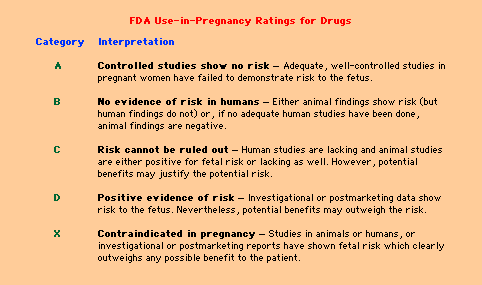 FDA Use-in-Pregnancy Ratings for Drugs
Category Interpretation
A Controlled studies show no risk — Adequate, well-controlled studies in
pregnant women have failed to demonstrate risk to the fetus.
B No evidence of risk in humans — Either animal findings show risk (but
human findings do not) or, if no adequate human studies have been done,
animal findings are negative.
C Risk cannot be ruled out — Human studies are lacking and animal studies
are either positive for fetal risk or lacking as well. However, potential
benefits may justify the potential risk.
D Positive evidence of risk — Investigational or postmarketing data show
risk to the fetus. Nevertheless, potential benefits may outweigh the risk.
X Contraindicated in pregnancy — Studies in animals or humans, or
investigational or postmarketing reports have shown fetal risk which clearly
outweighs any possible benefit to the patient.